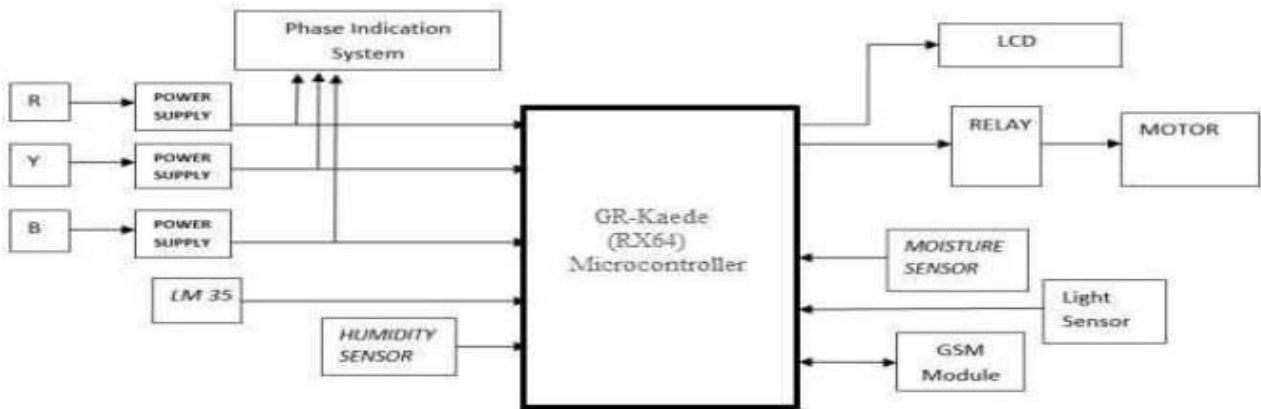 Phase Indication
System
R
POWER
SUPPLY
Y
POWER
SUPPLY
B
POWER
SUPPLY
LM 35
HUMIDITY
SENSOR
GR-Kaede
(RX64)
Microcontroller
LCD
RELAY
MOTOR
MOISTURE
SENSOR
Light
Sensor
GSM
Module